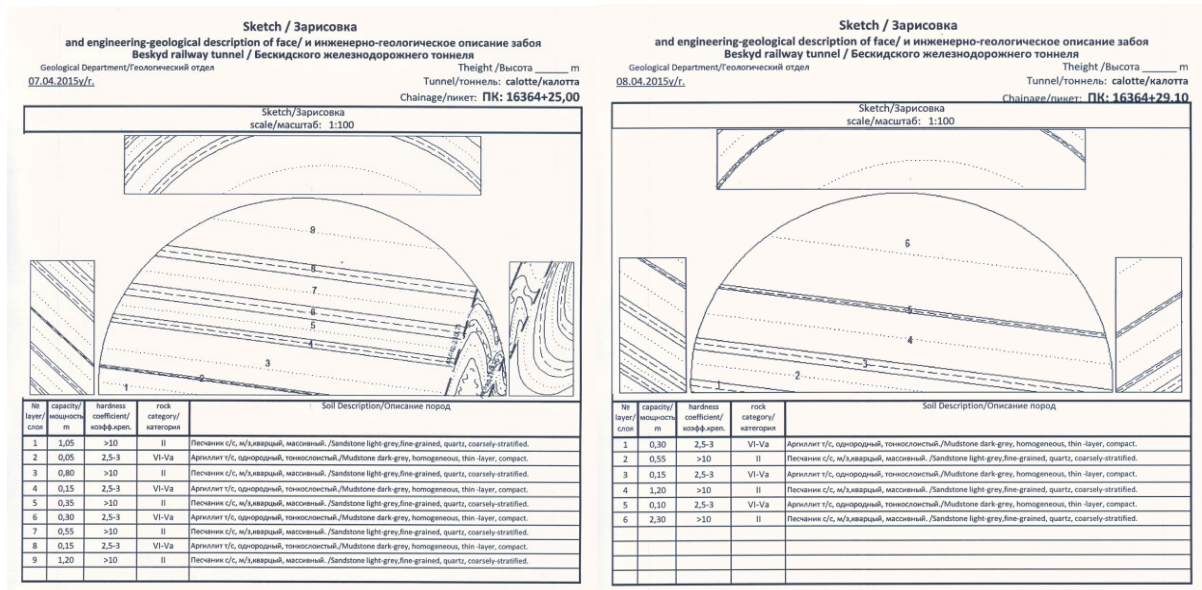 Sketch / Зарисовка
and engineering-geological description of face/ и инженерно-геологическое описание забоя
Beskyd railway tunnel / Бескидского железнодорожнего тоннеля
Geological Department/Геологический отдел
Theight /Высота ______ m
07.04.2015y/г.
Tunnel/тоннель: calotte/калотта
Chainage/пикет: ПК: 16364+25,00
Sketch/Зарисовка
scale/масштаб: 1:100
9
8
7
6
5
4
3
2
1
№ layer/ слоя capacity/ мощность m hardness coefficient/ коэфф.креп. rock category/ категория Soil Description/Описание пород
1 1,05 >10 II Песчаник с/с, м/з,кварцый, массивный. /Sandstone light-grey,fine-grained, quartz, coarsely-stratified.
2 0,05 2,5-3 VI-Va Аргиллит т/с, однородный, тонкослоистый./Mudstone dark-grey, homogeneous, thin -layer, compact.
3 0,80 >10 II Песчаник с/с, м/з,кварцый, массивный. /Sandstone light-grey,fine-grained, quartz, coarsely-stratified.
4 0,15 2,5-3 VI-Va Аргиллит т/с, однородный, тонкослоистый./Mudstone dark-grey, homogeneous, thin -layer, compact.
5 0,35 >10 II Песчаник с/с, м/з,кварцый, массивный. /Sandstone light-grey,fine-grained, quartz, coarsely-stratified.
6 0,30 2,5-3 VI-Va Аргиллит т/с, однородный, тонкослоистый./Mudstone dark-grey, homogeneous, thin -layer, compact.
7 0,55 >10 II Песчаник с/с, м/з,кварцый, массивный. /Sandstone light-grey,fine-grained, quartz, coarsely-stratified.
8 0,15 2,5-3 VI-Va Аргиллит т/с, однородный, тонкослоистый./Mudstone dark-grey, homogeneous, thin -layer, compact.
9 1,20 >10 II Песчаник с/с, м/з,кварцый, массивный. /Sandstone light-grey,fine-grained, quartz, coarsely-stratified.
Sketch / Зарисовка
and engineering-geological description of face/ и инженерно-геологическое описание забоя
Beskyd railway tunnel / Бескидского железнодорожнего тоннеля
Geological Department/Геологический отдел
Theight /Высота ______ m
08.04.2015y/г.
Tunnel/тоннель: calotte/калотта
Chainage/пикет: ПК: 16364+29,10
Sketch/Зарисовка
scale/масштаб: 1:100
6
5
4
3
2
1
№ layer/ слоя capacity/ мощность m hardness coefficient/ коэфф.креп. rock category/ категория Soil Description/Описание пород
1 0,30 2,5-3 VI-Va Аргиллит т/с, однородный, тонкослоистый./Mudstone dark-grey, homogeneous, thin -layer, compact.
2 0,55 >10 II Песчаник с/с, м/з,кварцый, массивный. /Sandstone light-grey,fine-grained, quartz, coarsely-stratified.
3 0,15 2,5-3 VI-Va Аргиллит т/с, однородный, тонкослоистый./Mudstone dark-grey, homogeneous, thin -layer, compact.
4 1,20 >10 II Песчаник с/с, м/з,кварцый, массивный. /Sandstone light-grey,fine-grained, quartz, coarsely-stratified.
5 0,10 2,5-3 VI-Va Аргиллит т/с, однородный, тонкослоистый./Mudstone dark-grey, homogeneous, thin -layer, compact.
6 2,30 >10 II Песчаник с/с, м/з,кварцый, массивный. /Sandstone light-grey,fine-grained, quartz, coarsely-stratified.